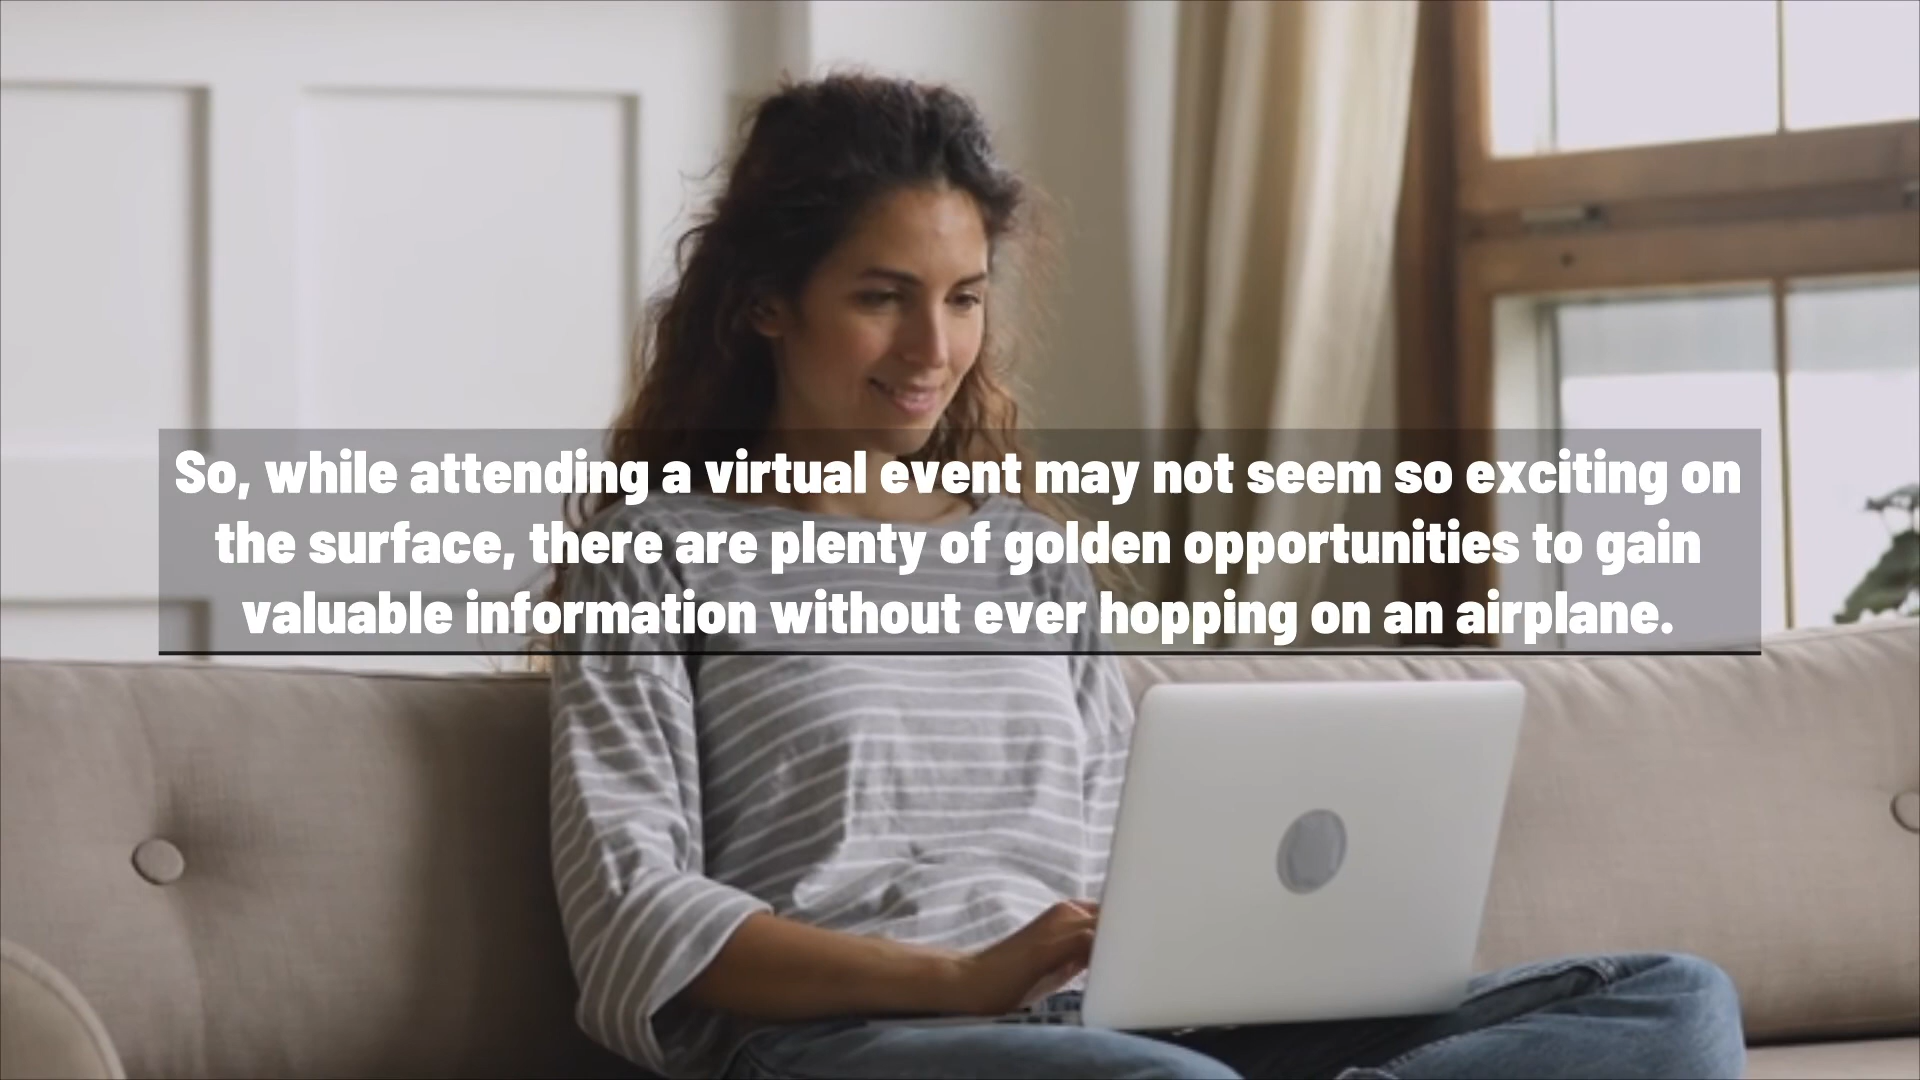 So, while attending a virtual event may not seem so exciting on
the surface, there are plenty of golden opportunities to gain
valuable information without ever hopping on an airplane.